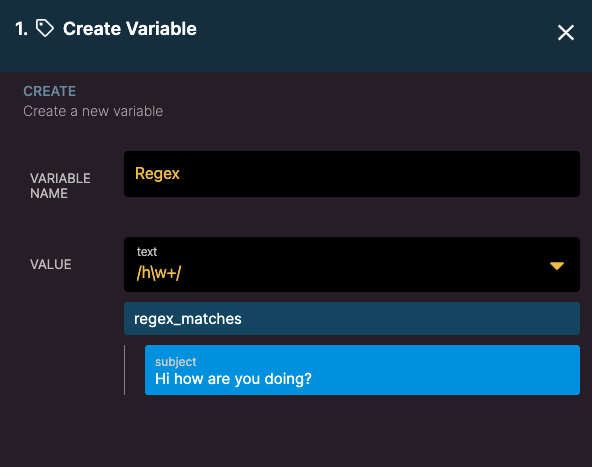 1. Create Variable
CREATE
Create a new variable
VARIABLE
NAME
Regex
VALUE
text
/h\w+/
regex_matches
subject
Hi how are you doing?